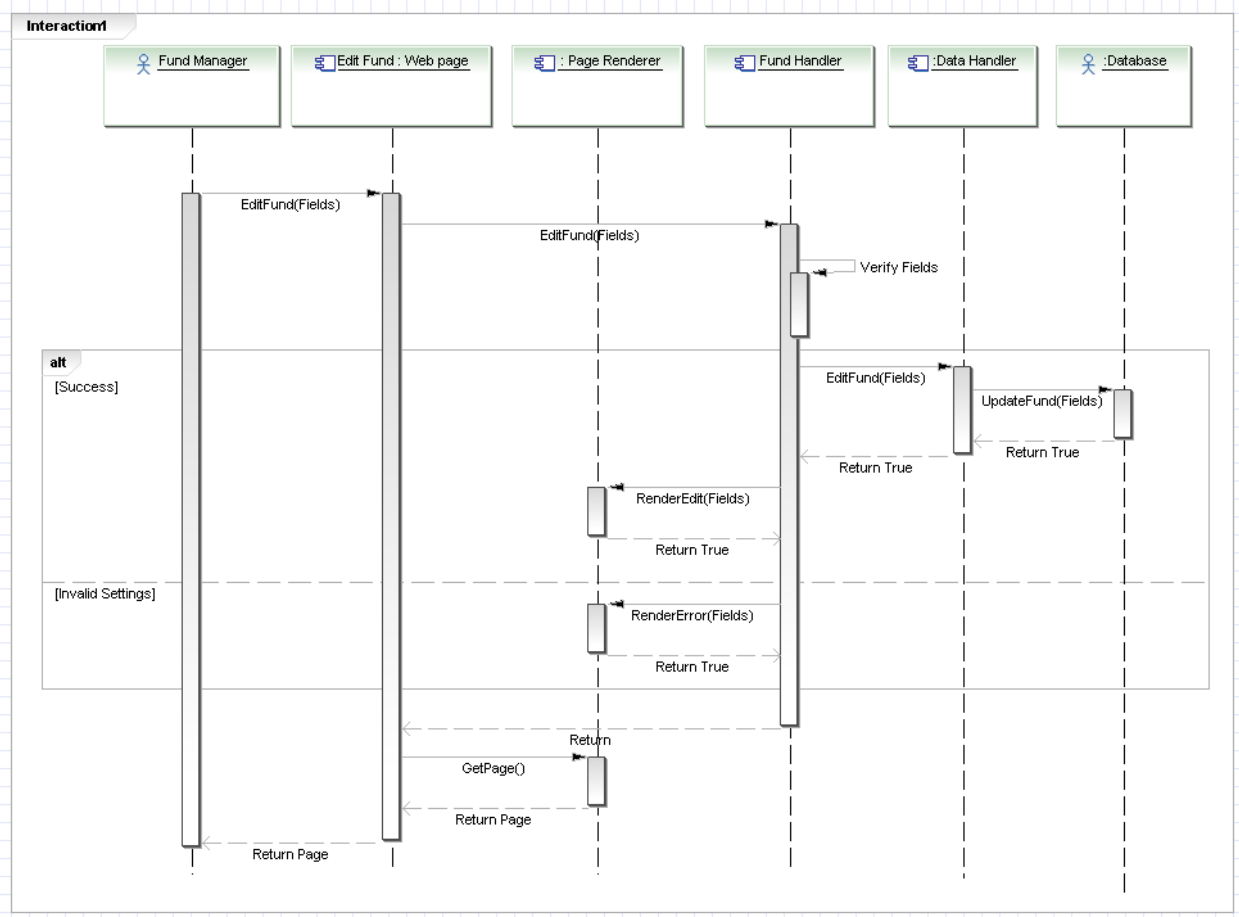 Interaction1
Fund Manager
Edit Fund : Web page
: Page Renderer
Fund Handler
:Data Handler
:Database
EditFund(Fields)
EditFund(Fields)
Verify Fields
alt
[Success]
EditFund(Fields)
UpdateFund(Fields)
Return True
Return True
RenderEdit(Fields)
Return True
[Invalid Settings]
RenderError(Fields)
Return True
Return
GetPage()
Return Page
Return Page